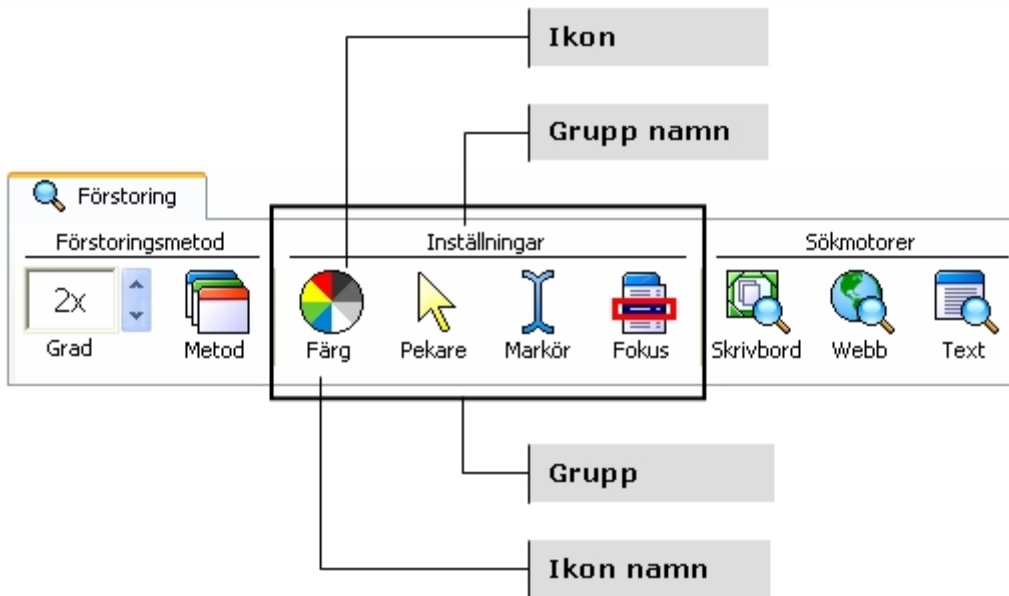 Ikon
Grupp namn
Förstoring
Förstoringsmetod
Inställningar
Sökmotorer
2x
Grad
Metod
Färg
Pekare
Markör
Fokus
Skrivbord
Webb
Text
Grupp
Ikon namn